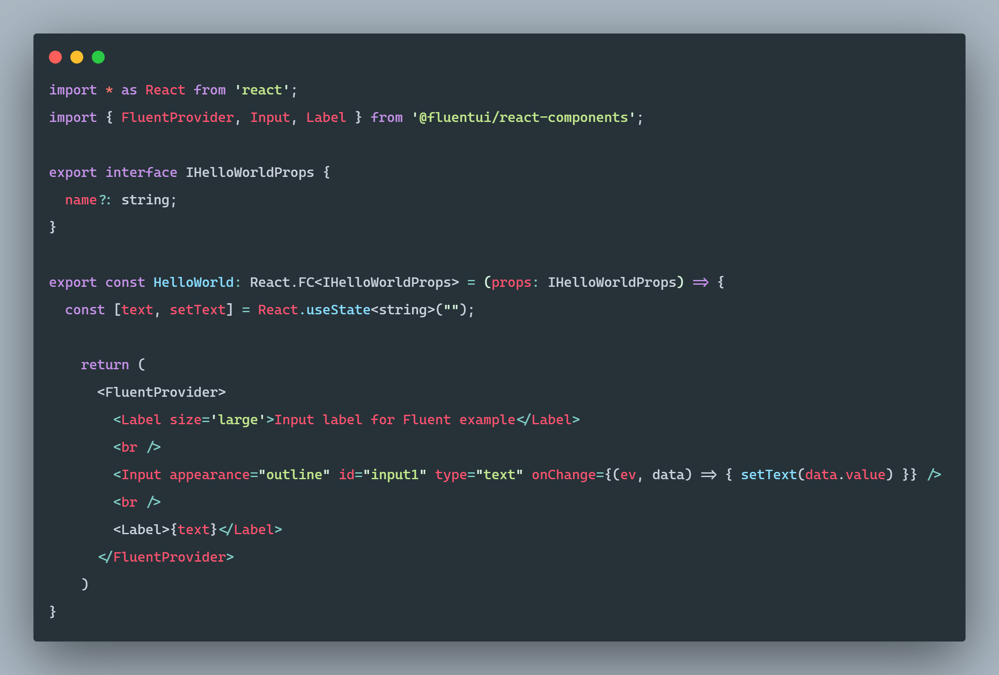 import * as React from 'react';
import { FluentProvider, Input, Label } from '@fluentui/react-components';
export interface IHelloWorldProps {
  name?: string;
}
export const HelloWorld: React.FC<IHelloWorldProps> = (props: IHelloWorldProps) => {
  const [text, setText] = React.useState<string>("");
    return (
      <FluentProvider>
        <Label size='large'>Input label for Fluent example</Label>
        <br />
        <Input appearance="outline" id="input1" type="text" onChange={(ev, data) => { setText(data.value) }} />
        <br />
        <Label>{text}</Label>
      </FluentProvider>
    )
}